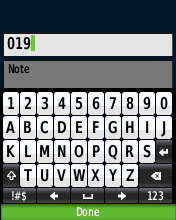 019
Note
1 2 3 4 5 6 7 8 9 0
A B C D E F G H I J
K L M N O P Q R S
T U V W X Y Z
!#$ 123
Done